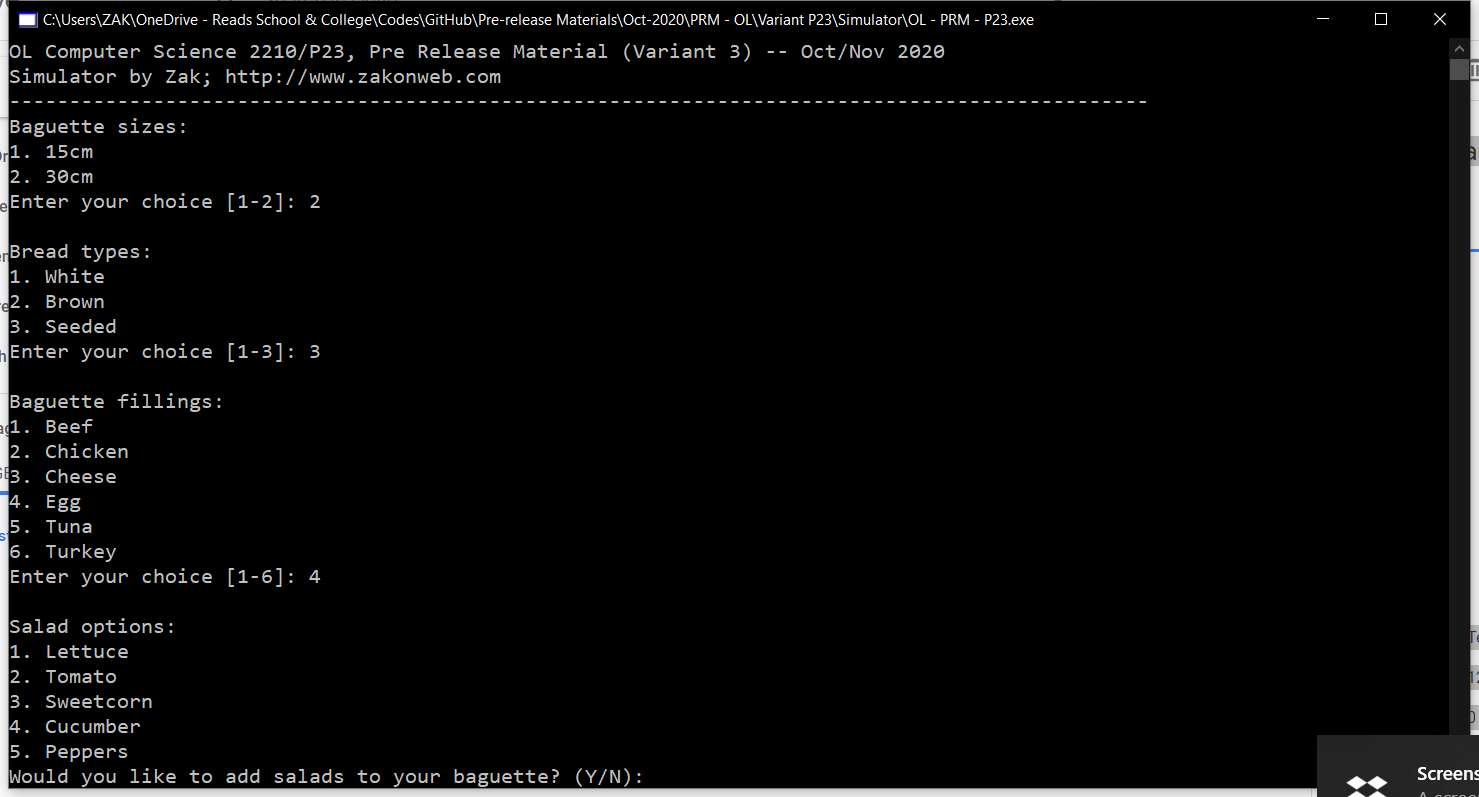 C:\Users\ZAK\OneDrive - Reads School & College\Codes\GitHub\Pre-release Materials\Oct-2020\PRM - OL\Variant P23\Simulator\OL - PRM - P23.exe
OL Computer Science 2210/P23, Pre Release Material (Variant 3) -- Oct/Nov 2020
Simulator by Zak; http://www.zakonweb.com
-----------------------------------------------------------------------------------------------
Baguette sizes:
1. 15cm
2. 30cm
Enter your choice [1-2]: 2
Bread types:
1. White
2. Brown
3. Seeded
Enter your choice [1-3]: 3
Baguette fillings:
1. Beef
2. Chicken
3. Cheese
4. Egg
5. Tuna
6. Turkey
Enter your choice [1-6]: 4
Salad options:
1. Lettuce
2. Tomato
3. Sweetcorn
4. Cucumber
5. Peppers
Would you like to add salads to your baguette? (Y/N):
Screens